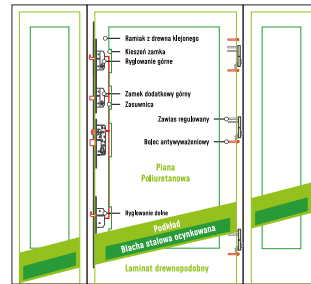 Ramiak z drewna klejonego
Kieszeń zamka
Ryglowanie górne
Zamek dodatkowy górny
Zasuwnica
Zawias regulowany
Bolec antywyważeniowy
Piana
Poliuretanowa
Ryglowanie dolne
Podkład
Blacha stalowa ocynkowana
Laminat drewnopodobny